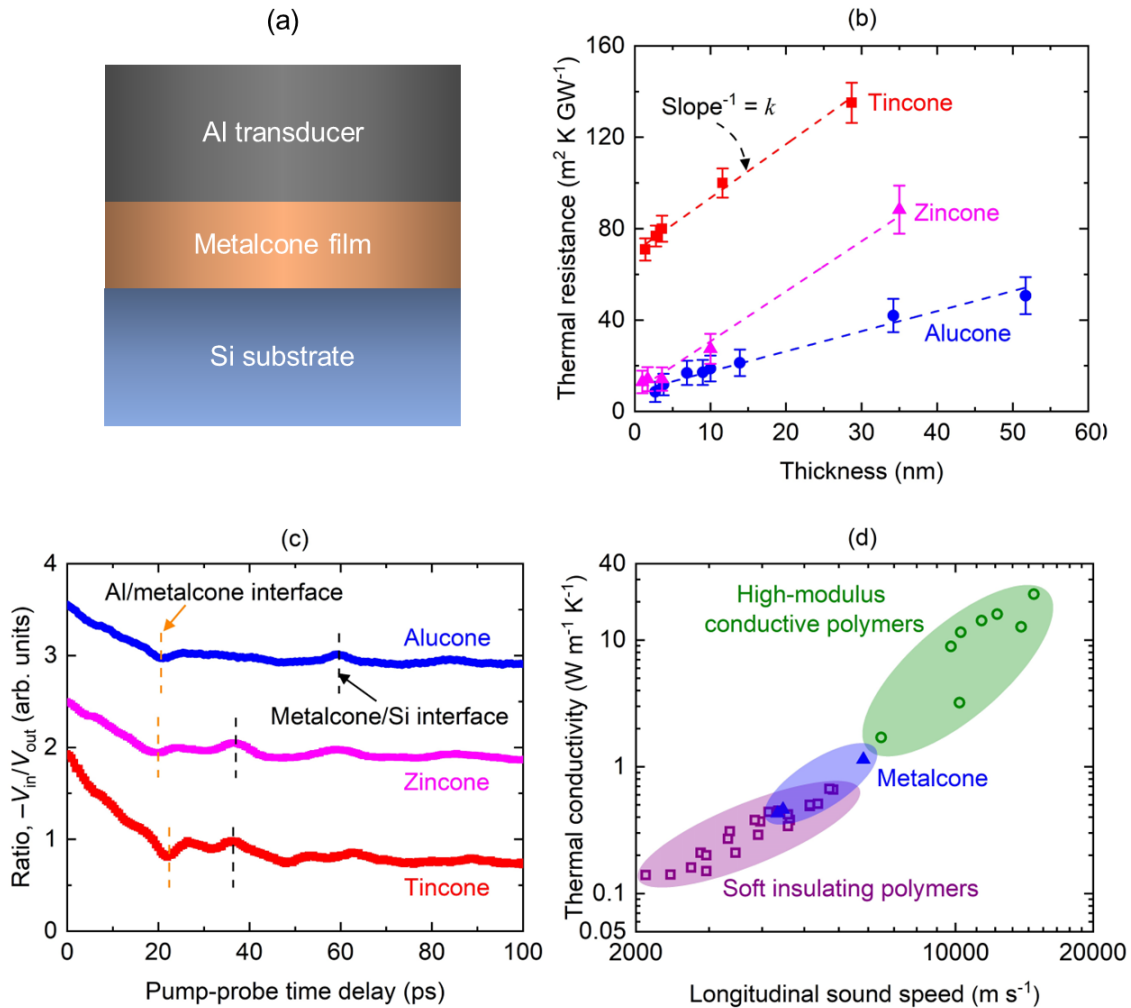 (a)
Al transducer
Metalcone film
Si substrate
(b)
Thermal resistance (m² K GW⁻¹)
160
120
80
40
0
Slope⁻¹ = k
Tincone
Zincone
Alucone
0 10 20 30 40 50 60)
Thickness (nm)
(c)
Ratio, –V_in/V_out (arb. units)
4
3
2
1
0
Al/metalcone interface
Alucone
Metalcone/Si interface
Zincone
Tincone
0 20 40 60 80 100
Pump-probe time delay (ps)
(d)
Thermal conductivity (W m⁻¹ K⁻¹)
40
10
1
0.1
0.05
High-modulus
conductive polymers
Metalcone
Soft insulating polymers
2000 10000 20000
Longitudinal sound speed (m s⁻¹)